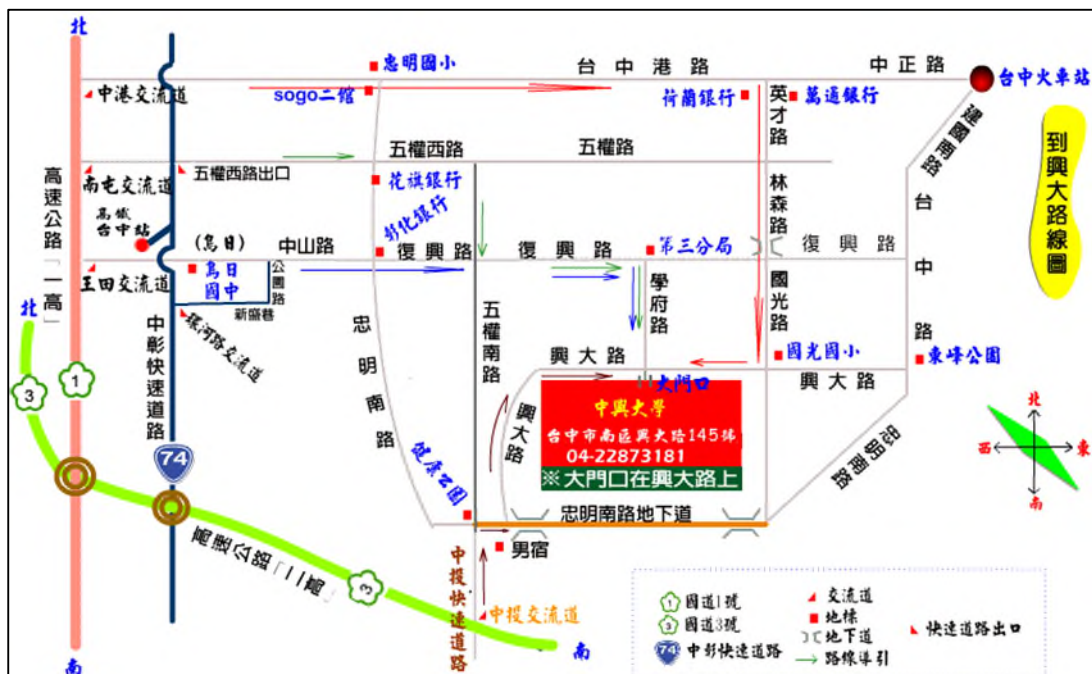 北
忠明國小
台中港路
中正路
台中火車站
中港交流道
sogo二館
荷蘭銀行
英才路
萬通銀行
建國南路
到興大路線圖
五權西路
五權路
五權西路出口
南屯交流道
花旗銀行
高速公路「一高」
高鐵
台中站
彰化銀行
林森路
台中路
(烏日)
中山路
復興路
復興路
第三分局
復興路
王田交流道
烏日
國中
公園路
新盛巷
學府路
國光路
北
環河路交流道
中彰快速道路
忠明南路
五權南路
興大路
國光國小
東峰公園
1
3
大門口
興大路
中興大學
台中市南區興大路145號
04-22873181
※大門口在興大路上
興大路
忠明南路
北
西
東
南
74
健康公園
忠明南路地下道
高速公路「二高」
男宿
中投快速道路
3
中投交流道
南
南
1
國道1號
3
國道3號
74
中彰快速道路
交流道
地標
地下道
路線導引
快速道路出口